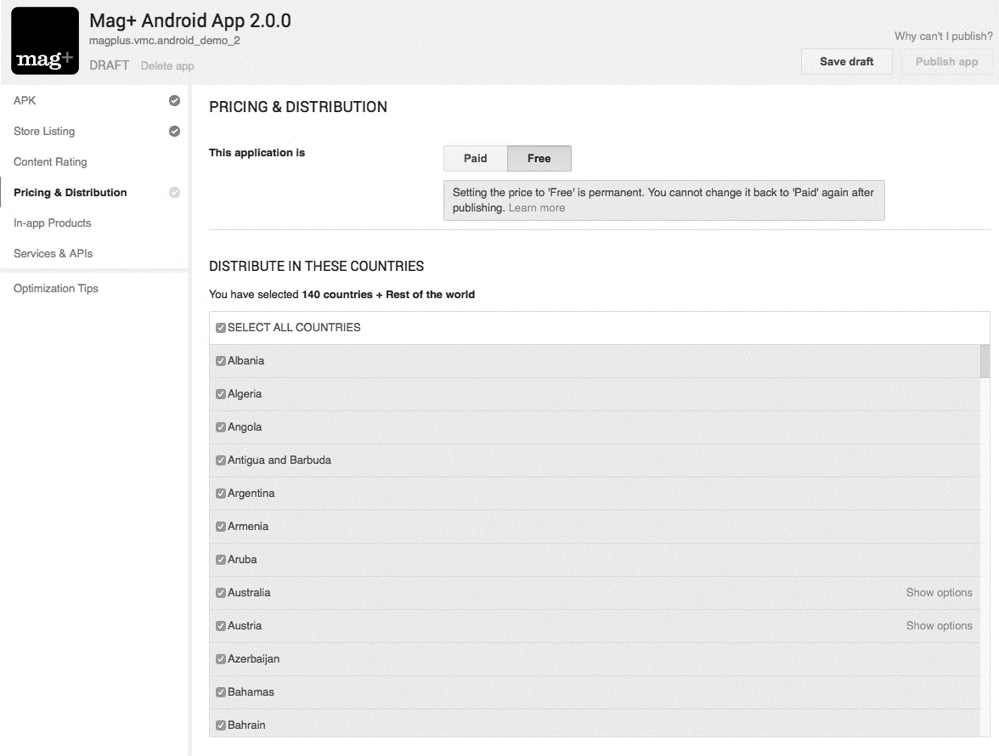 mag+
Mag+ Android App 2.0.0
magplus.vmc.android_demo_2
DRAFT Delete app
Why can't I publish?
Save draft
Publish app
APK
Store Listing
Content Rating
Pricing & Distribution
In-app Products
Services & APIs
Optimization Tips
PRICING & DISTRIBUTION
This application is
Paid
Free
Setting the price to 'Free' is permanent. You cannot change it back to 'Paid' again after
publishing. Learn more
DISTRIBUTE IN THESE COUNTRIES
You have selected 140 countries + Rest of the world
SELECT ALL COUNTRIES
Albania
Algeria
Angola
Antigua and Barbuda
Argentina
Armenia
Aruba
Australia Show options
Austria Show options
Azerbaijan
Bahamas
Bahrain